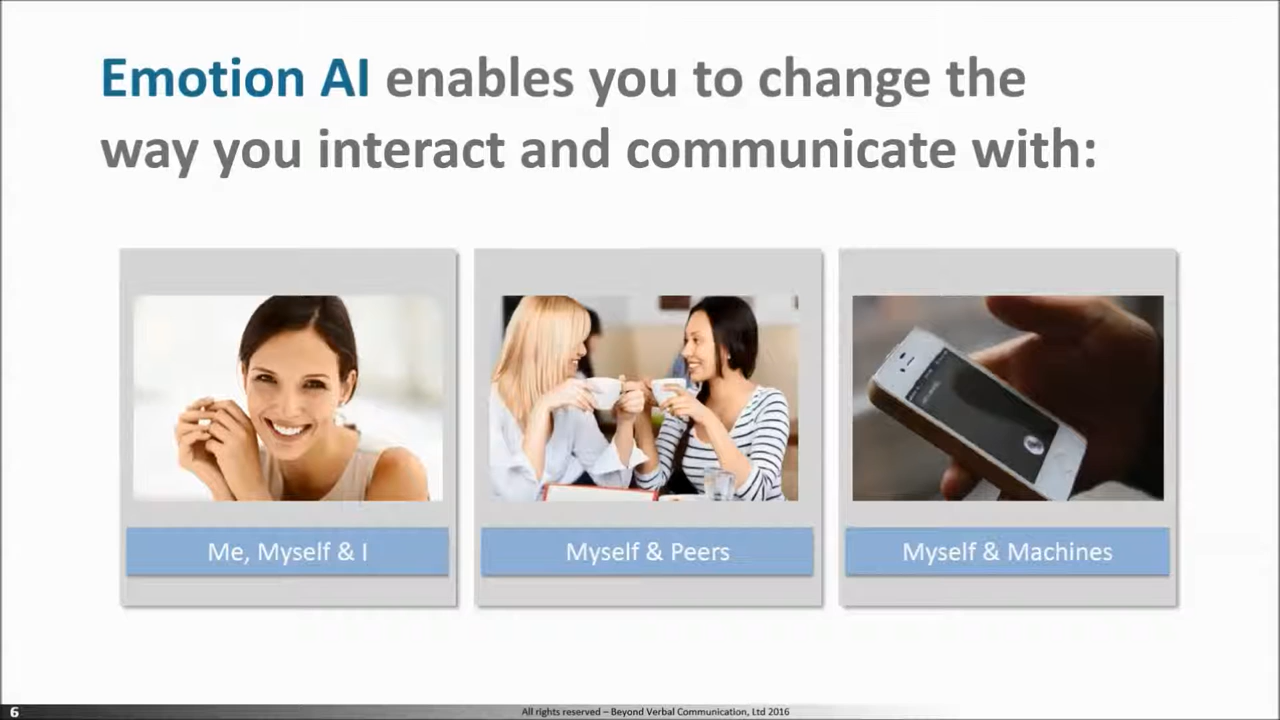 Emotion AI enables you to change the
way you interact and communicate with:
Me, Myself & I
Myself & Peers
Myself & Machines
6
All rights reserved – Beyond Verbal Communication, Ltd 2016